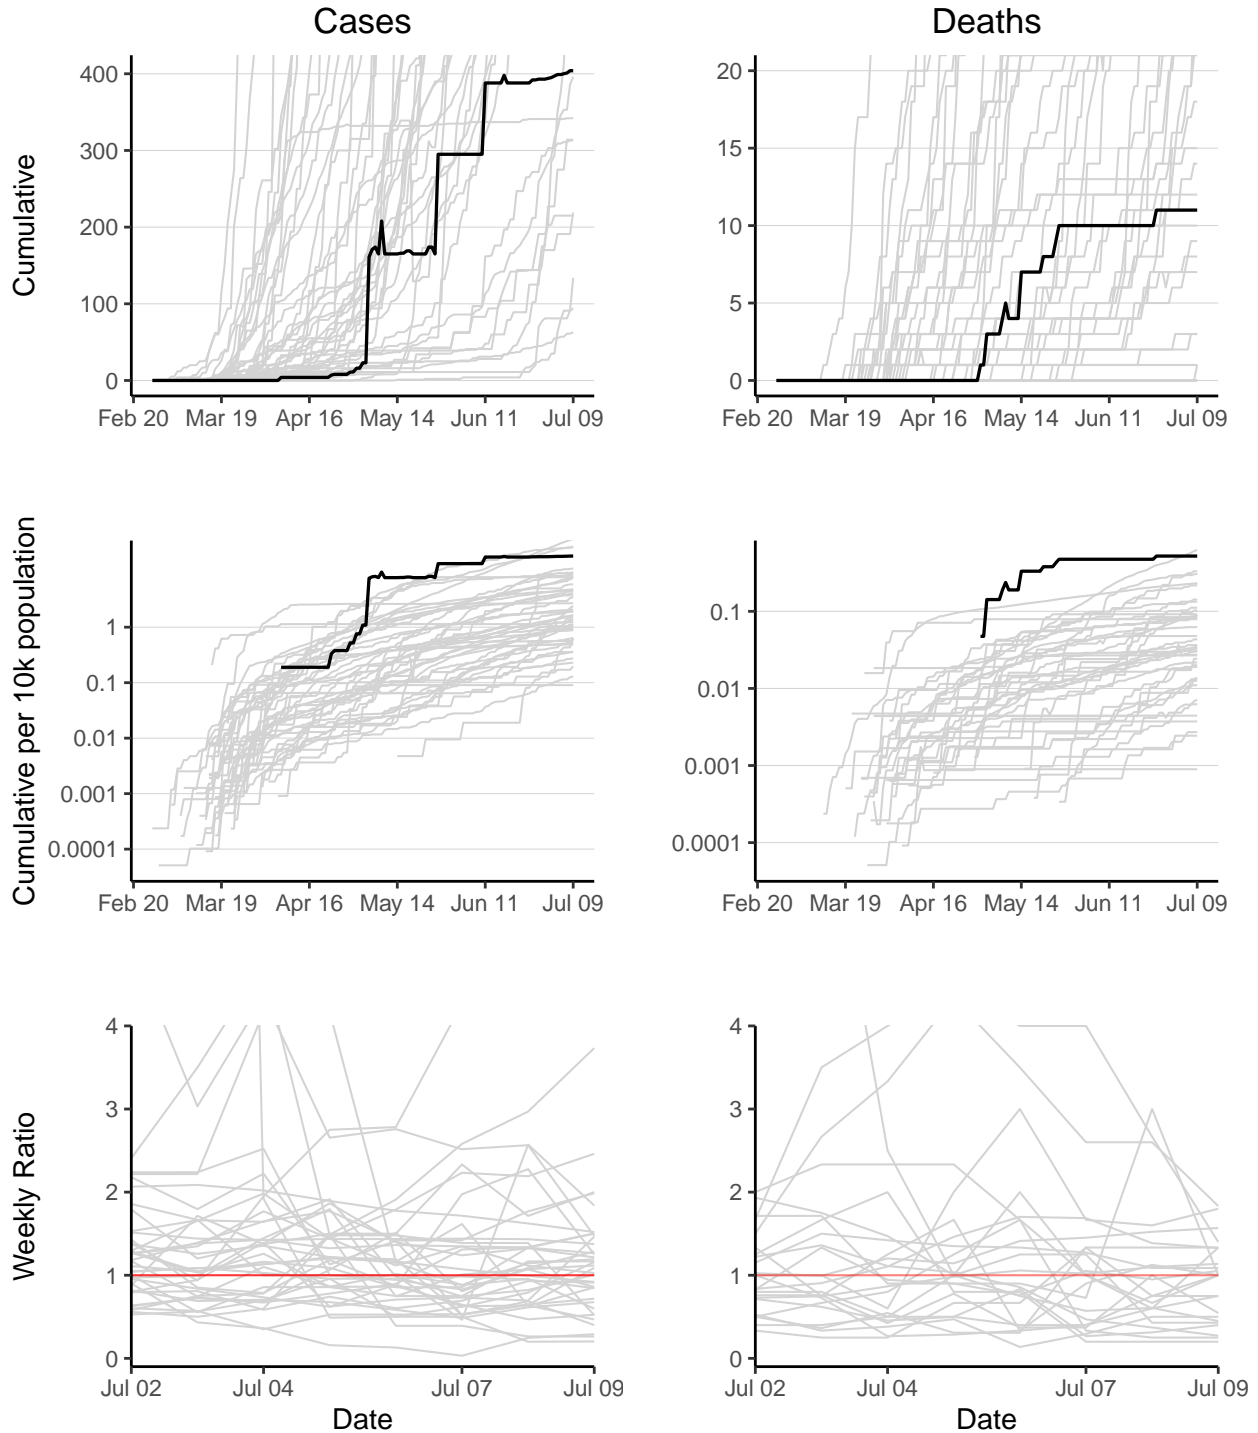 Cases
Deaths
Cumulative
400
300
200
100
0
Feb 20 Mar 19 Apr 16 May 14 Jun 11 Jul 09
20
15
10
5
0
Feb 20 Mar 19 Apr 16 May 14 Jun 11 Jul 09
Cumulative per 10k population
1
0.1
0.01
0.001
0.0001
Feb 20 Mar 19 Apr 16 May 14 Jun 11 Jul 09
0.1
0.01
0.001
0.0001
Feb 20 Mar 19 Apr 16 May 14 Jun 11 Jul 09
Weekly Ratio
4
3
2
1
0
Jul 02 Jul 04 Jul 07 Jul 09
Date
4
3
2
1
0
Jul 02 Jul 04 Jul 07 Jul 09
Date